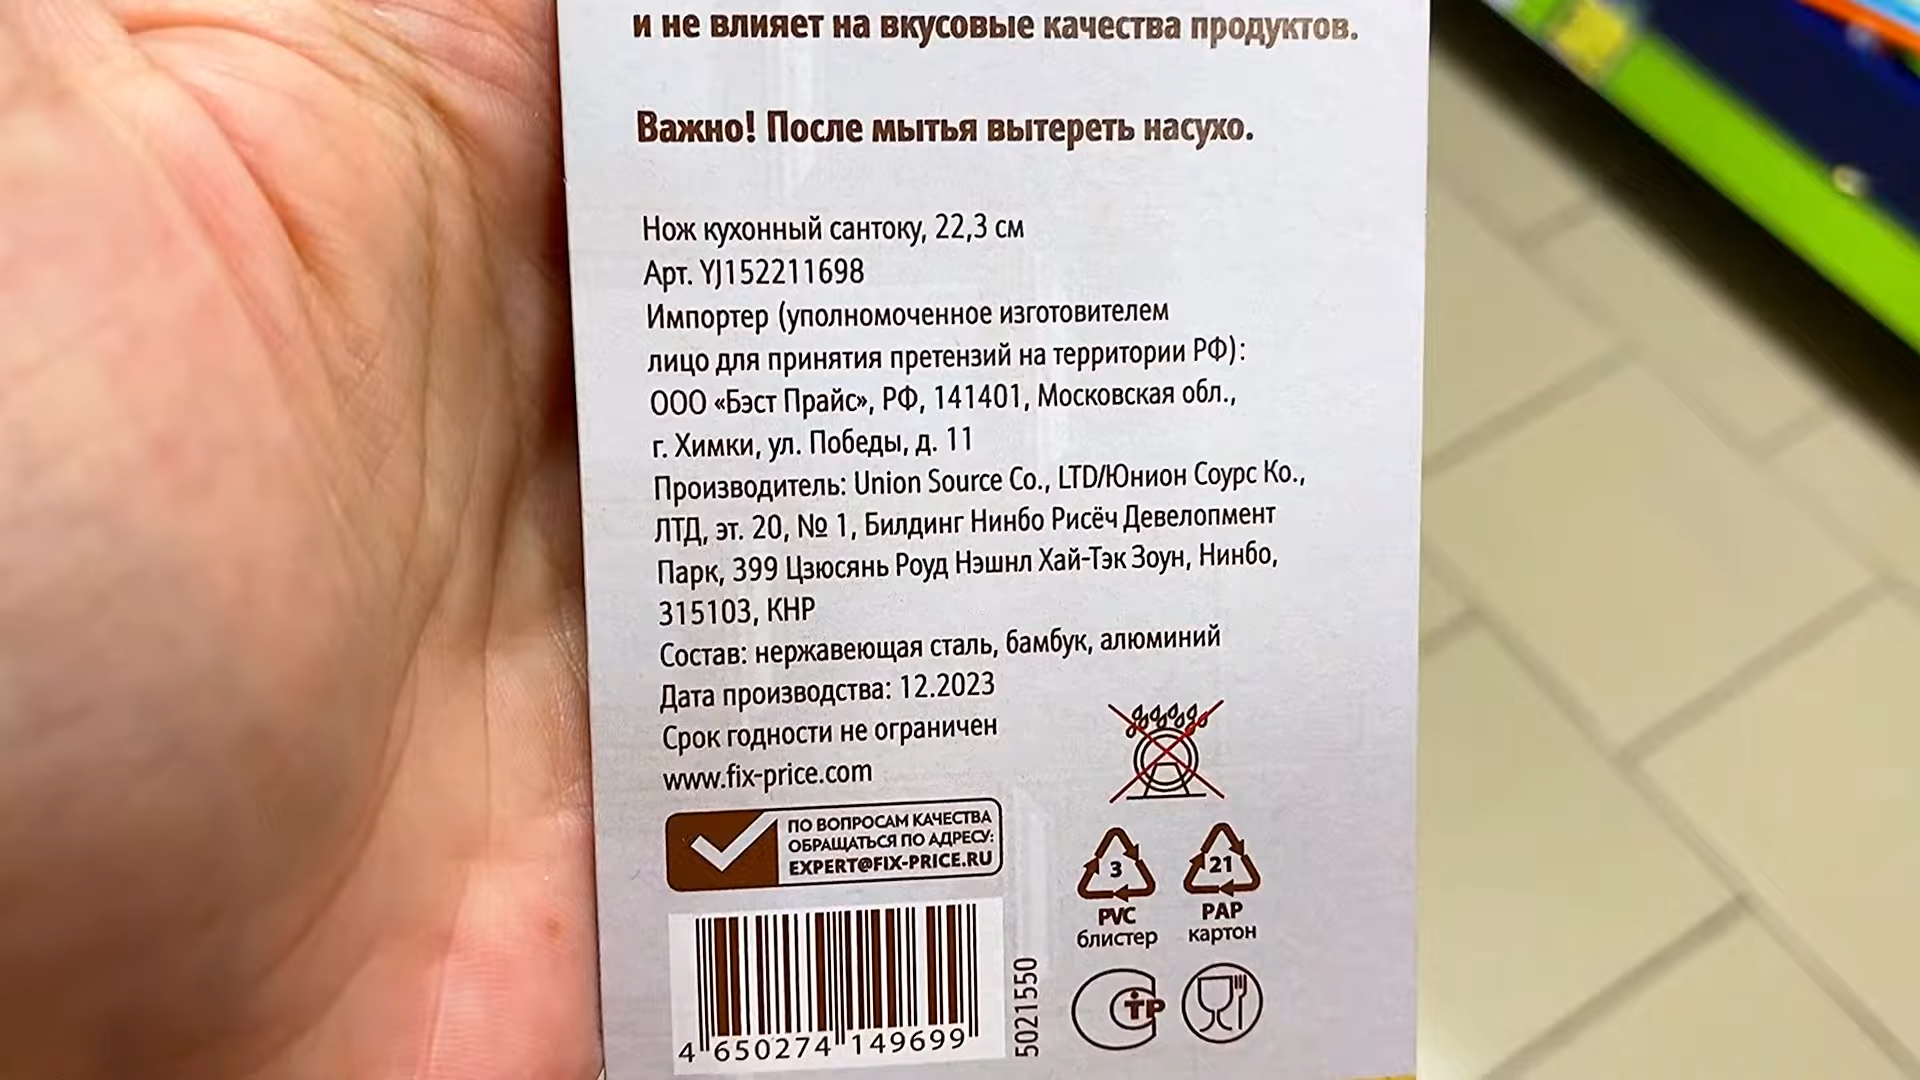 и не влияет на вкусовые качества продуктов.
Важно! После мытья вытереть насухо.
Нож кухонный сантоку, 22,3 см
Арт. YJ152211698
Импортер (уполномоченное изготовителем
лицо для принятия претензий на территории РФ):
ООО «Бэст Прайс», РФ, 141401, Московская обл.,
г. Химки, ул. Победы, д. 11
Производитель: Union Source Co., LTD/Юнион Соурс Ко.,
ЛТД, эт. 20, № 1, Билдинг Нинбо Рисёч Девелопмент
Парк, 399 Цзюсянь Роуд Нэшнл Хай-Тэк Зоун, Нинбо,
315103, КНР
Состав: нержавеющая сталь, бамбук, алюминий
Дата производства: 12.2023
Срок годности не ограничен
www.fix-price.com
ПО ВОПРОСАМ КАЧЕСТВА
ОБРАЩАТЬСЯ ПО АДРЕСУ:
EXPERT@FIX-PRICE.RU
3
PVC
блистер
21
PAP
картон
4 650274 149699
5021550
СТР